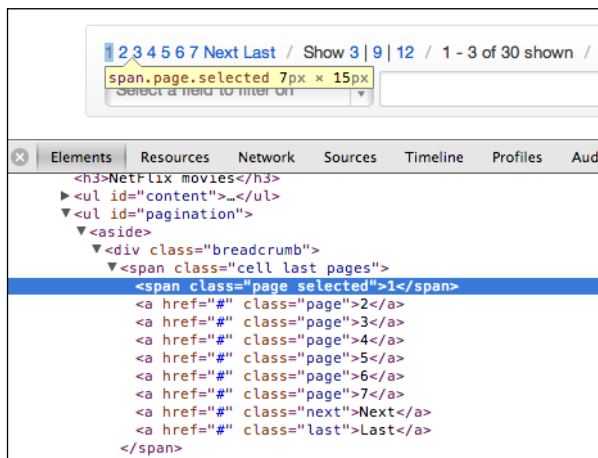 1 2 3 4 5 6 7 Next Last / Show 3 | 9 | 12 / 1 - 3 of 30 shown /
span.page.selected 7px × 15px
Select a field to filter on
Elements Resources Network Sources Timeline Profiles Aud
<h3>NetFlix movies</h3>
▶<ul id="content">…</ul>
▼<ul id="pagination">
▼<aside>
▼<div class="breadcrumb">
▼<span class="cell last pages">
<span class="page selected">1</span>
<a href="#" class="page">2</a>
<a href="#" class="page">3</a>
<a href="#" class="page">4</a>
<a href="#" class="page">5</a>
<a href="#" class="page">6</a>
<a href="#" class="page">7</a>
<a href="#" class="next">Next</a>
<a href="#" class="last">Last</a>
</span>